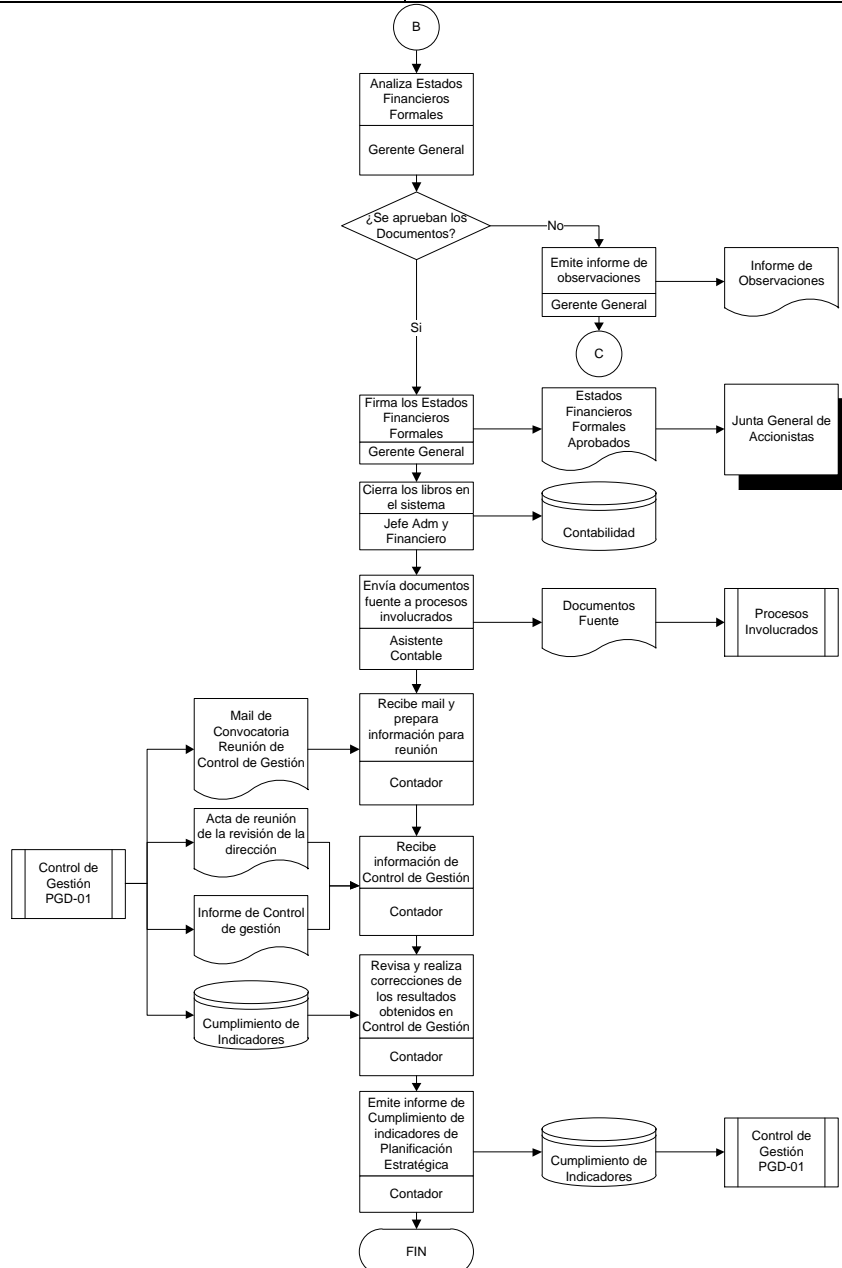 B
Analiza Estados
Financieros
Formales
Gerente General
¿Se aprueban los
Documentos?
No
Emite informe de
observaciones
Gerente General
Informe de
Observaciones
Si
C
Firma los Estados
Financieros
Formales
Gerente General
Estados
Financieros
Formales
Aprobados
Junta General de
Accionistas
Cierra los libros en
el sistema
Jefe Adm y
Financiero
Contabilidad
Envía documentos
fuente a procesos
involucrados
Asistente
Contable
Documentos
Fuente
Procesos
Involucrados
Mail de
Convocatoria
Reunión de
Control de Gestión
Recibe mail y
prepara
información para
reunión
Contador
Acta de reunión
de la revisión de la
dirección
Recibe
información de
Control de Gestión
Contador
Control de
Gestión
PGD-01
Informe de Control
de gestión
Revisa y realiza
correcciones de
los resultados
obtenidos en
Control de Gestión
Contador
Cumplimiento de
Indicadores
Emite informe de
Cumplimiento de
indicadores de
Planificación
Estratégica
Contador
Cumplimiento de
Indicadores
Control de
Gestión
PGD-01
FIN